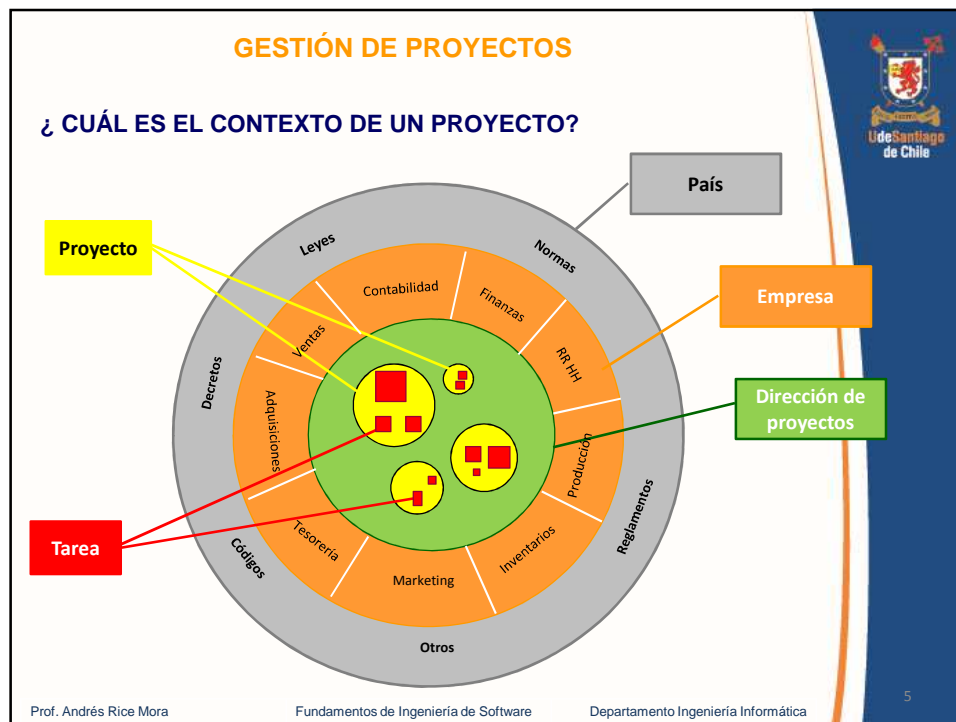 GESTIÓN DE PROYECTOS
¿ CUÁL ES EL CONTEXTO DE UN PROYECTO?
UdeSantiago
de Chile
País
Proyecto
Leyes
Normas
Contabilidad
Finanzas
Empresa
Ventas
RR HH
Decretos
Dirección de
proyectos
Adquisiciones
Producción
Reglamentos
Tarea
Códigos
Tesorería
Inventarios
Marketing
Otros
Prof. Andrés Rice Mora
Fundamentos de Ingeniería de Software
Departamento Ingeniería Informática
5